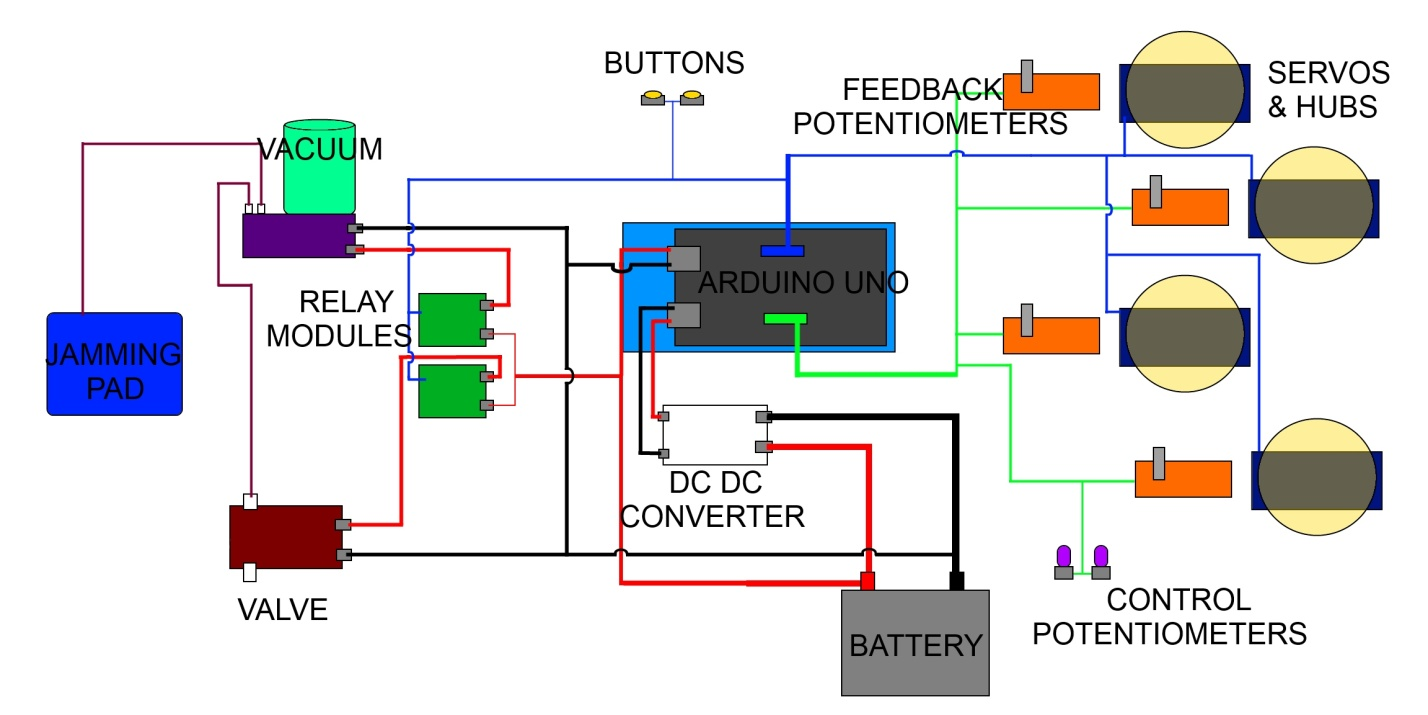 BUTTONS
FEEDBACK
POTENTIOMETERS
SERVOS
& HUBS
VACUUM
RELAY
MODULES
ARDUINO UNO
JAMMING
PAD
DC DC
CONVERTER
VALVE
BATTERY
CONTROL
POTENTIOMETERS